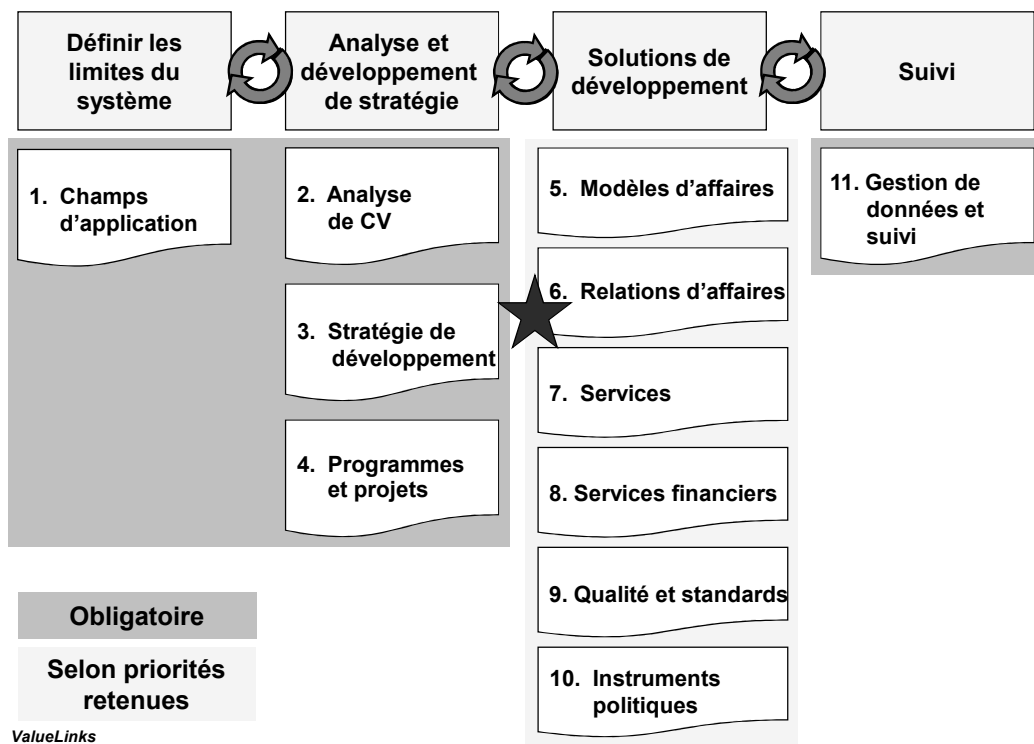 Définir les
limites du
système
Analyse et
développement
de stratégie
Solutions de
développement
Suivi
1. Champs
d'application
2. Analyse
de CV
3. Stratégie de
développement
4. Programmes
et projets
5. Modèles d'affaires
6. Relations d'affaires
7. Services
8. Services financiers
9. Qualité et standards
10. Instruments
politiques
11. Gestion de
données et
suivi
Obligatoire
Selon priorités
retenues
ValueLinks